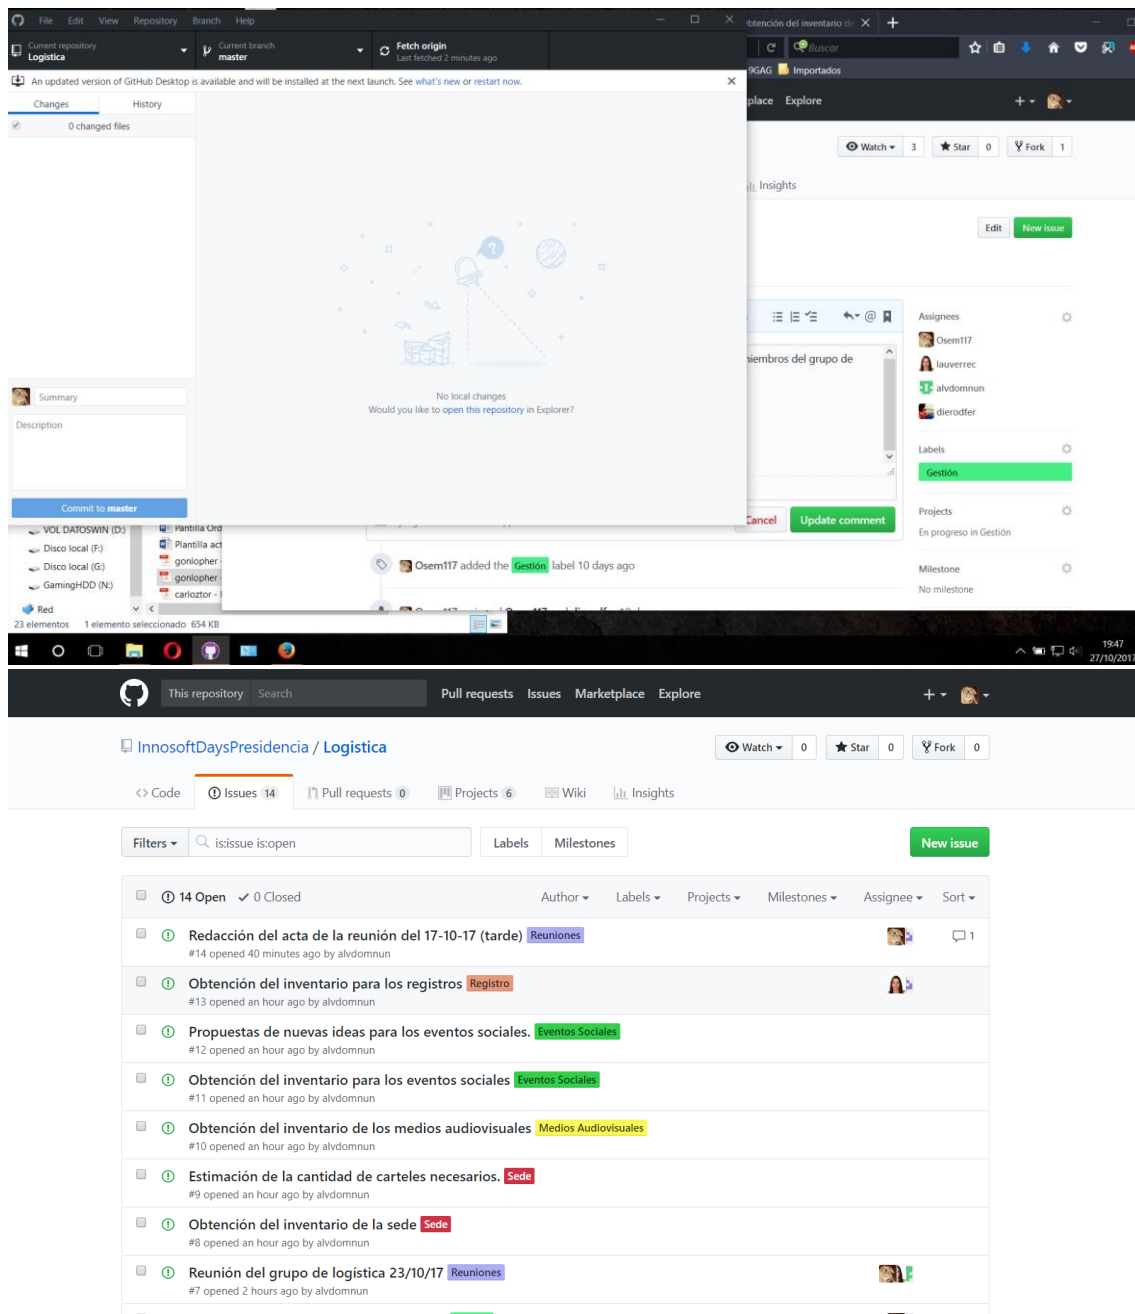 File Edit View Repository Branch Help
Obtención del inventario de
Current repository
Logistica
Current branch
master
Fetch origin
Last fetched 2 minutes ago
Buscar
9GAG Importados
An updated version of GitHub Desktop is available and will be installed at the next launch. See what's new or restart now.
Changes History
place Explore
0 changed files
Watch 3 Star 0 Fork 1
Insights
Edit New issue
Assignees
Osem117
miembros del grupo de
lauverrec
alvdomnun
dierodfer
No local changes
Would you like to open this repository in Explorer?
Summary
Description
Labels
Gestión
Commit to master
Projects
En progreso in Gestión
Cancel Update comment
VOL DATOSWIN (D:)
Pantilla Ord
Disco local (F:)
Plantilla act
Disco local (G:)
gonlopher
GamingHDD (N:)
gonlopher
carloztor -
Osem117 added the Gestión label 10 days ago
Milestone
No milestone
Red
23 elementos 1 elemento seleccionado 654 KB
19:47
27/10/2017
This repository Search Pull requests Issues Marketplace Explore
InnosoftDaysPresidencia / Logistica
Watch 0 Star 0 Fork 0
Code Issues 14 Pull requests 0 Projects 6 Wiki Insights
Filters is:issue is:open Labels Milestones New issue
14 Open 0 Closed Author Labels Projects Milestones Assignee Sort
Redacción del acta de la reunión del 17-10-17 (tarde) Reuniones 1
#14 opened 40 minutes ago by alvdomnun
Obtención del inventario para los registros Registro
#13 opened an hour ago by alvdomnun
Propuestas de nuevas ideas para los eventos sociales. Eventos Sociales
#12 opened an hour ago by alvdomnun
Obtención del inventario para los eventos sociales Eventos Sociales
#11 opened an hour ago by alvdomnun
Obtención del inventario de los medios audiovisuales Medios Audiovisuales
#10 opened an hour ago by alvdomnun
Estimación de la cantidad de carteles necesarios. Sede
#9 opened an hour ago by alvdomnun
Obtención del inventario de la sede Sede
#8 opened an hour ago by alvdomnun
Reunión del grupo de logística 23/10/17 Reuniones
#7 opened 2 hours ago by alvdomnun